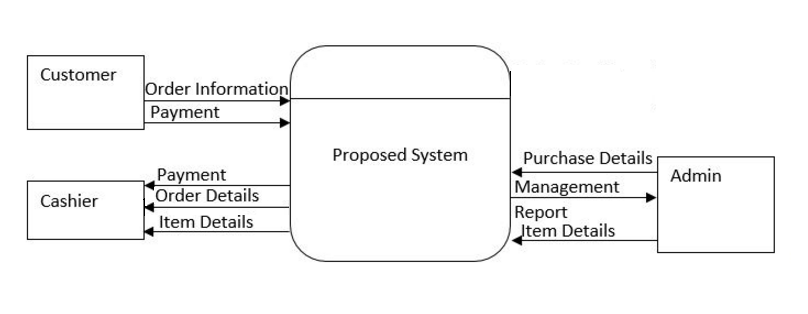 Customer
Order Information
Payment
Proposed System
Cashier
Payment
Order Details
Item Details
Purchase Details
Admin
Management
Report
Item Details